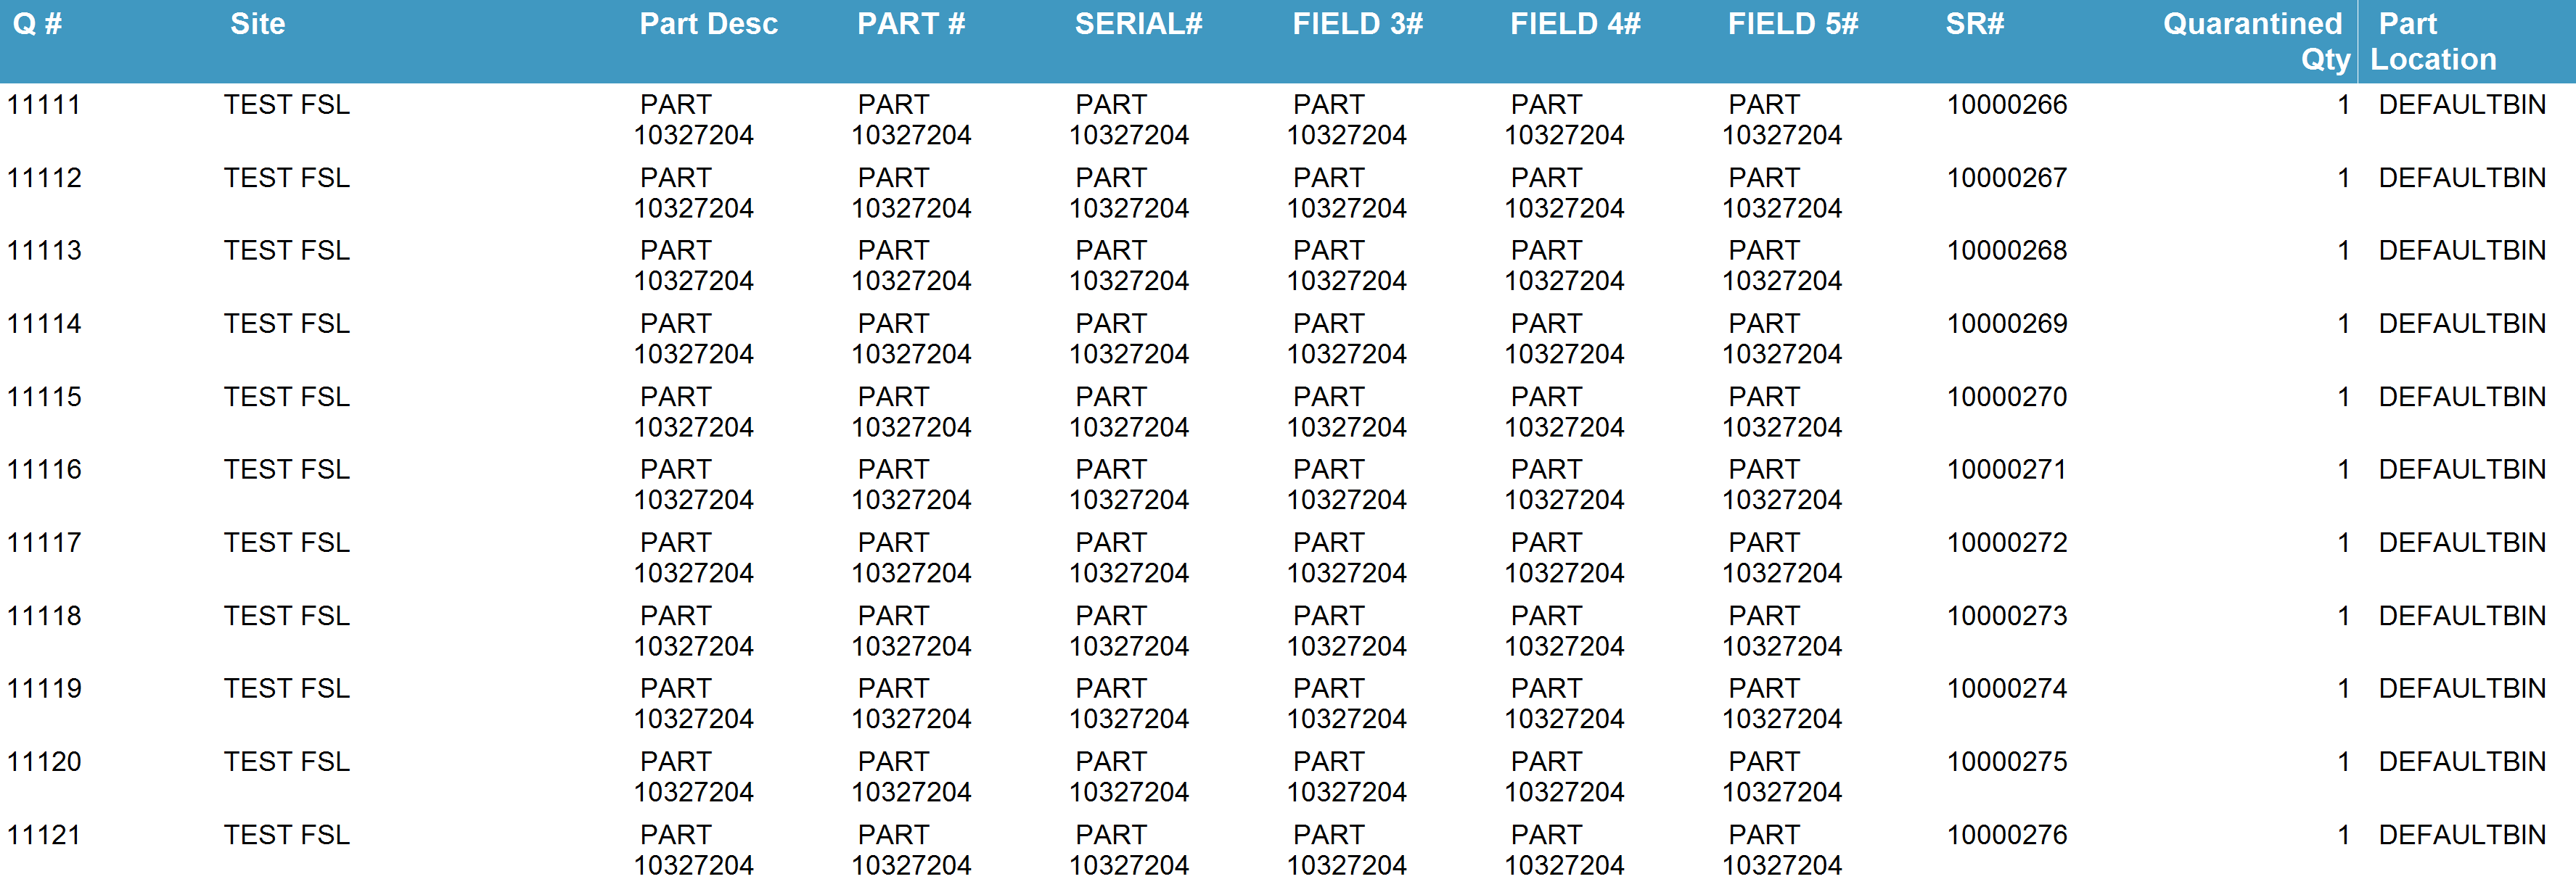 Q # Site Part Desc PART # SERIAL# FIELD 3# FIELD 4# FIELD 5# SR# Quarantined Part
Qty Location
11111 TEST FSL PART PART PART PART PART PART 10000266 1 DEFAULTBIN
10327204 10327204 10327204 10327204 10327204 10327204
11112 TEST FSL PART PART PART PART PART PART 10000267 1 DEFAULTBIN
10327204 10327204 10327204 10327204 10327204 10327204
11113 TEST FSL PART PART PART PART PART PART 10000268 1 DEFAULTBIN
10327204 10327204 10327204 10327204 10327204 10327204
11114 TEST FSL PART PART PART PART PART PART 10000269 1 DEFAULTBIN
10327204 10327204 10327204 10327204 10327204 10327204
11115 TEST FSL PART PART PART PART PART PART 10000270 1 DEFAULTBIN
10327204 10327204 10327204 10327204 10327204 10327204
11116 TEST FSL PART PART PART PART PART PART 10000271 1 DEFAULTBIN
10327204 10327204 10327204 10327204 10327204 10327204
11117 TEST FSL PART PART PART PART PART PART 10000272 1 DEFAULTBIN
10327204 10327204 10327204 10327204 10327204 10327204
11118 TEST FSL PART PART PART PART PART PART 10000273 1 DEFAULTBIN
10327204 10327204 10327204 10327204 10327204 10327204
11119 TEST FSL PART PART PART PART PART PART 10000274 1 DEFAULTBIN
10327204 10327204 10327204 10327204 10327204 10327204
11120 TEST FSL PART PART PART PART PART PART 10000275 1 DEFAULTBIN
10327204 10327204 10327204 10327204 10327204 10327204
11121 TEST FSL PART PART PART PART PART PART 10000276 1 DEFAULTBIN
10327204 10327204 10327204 10327204 10327204 10327204